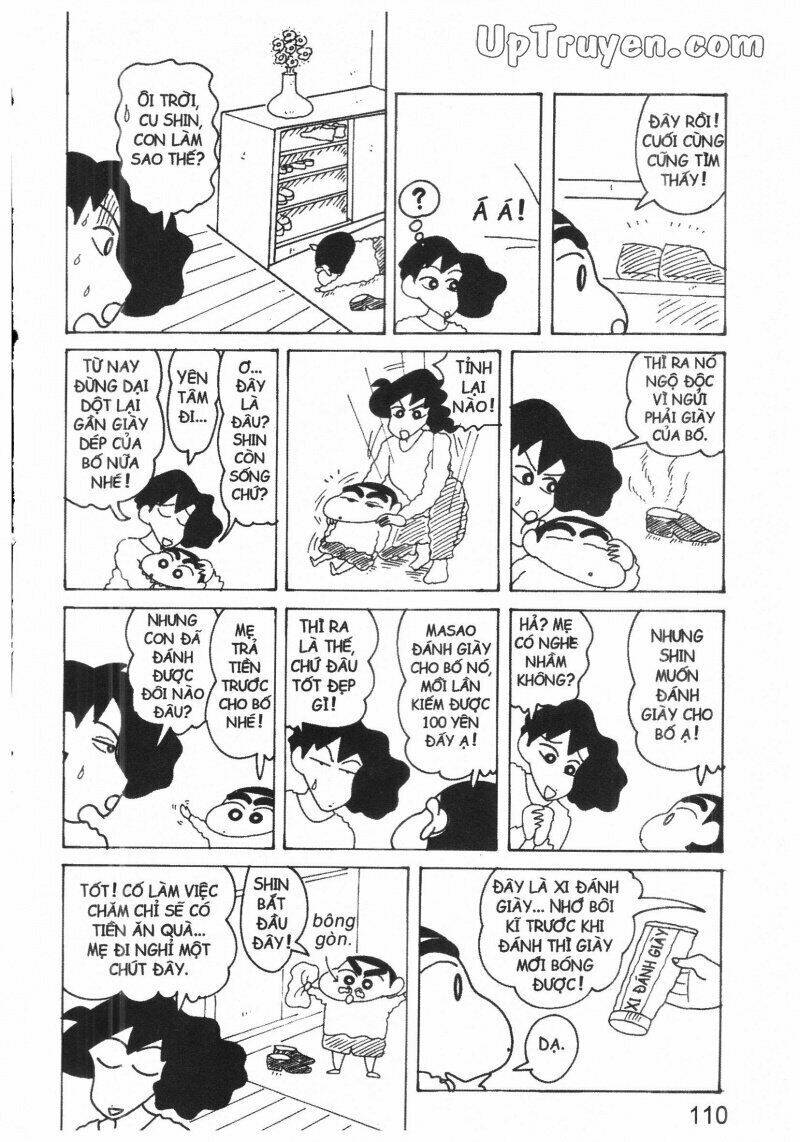 UpTruyen.com
ĐÂY RỒI!
CUỐI CÙNG
CŨNG TÌM
THẤY!
Á Á!
?
ÔI TRỜI,
CU SHIN,
CON LÀM
SAO THẾ?
THÌ RA NÓ
NGỘ ĐỘC
VÌ NGỬI
PHẢI GIÀY
CỦA BỐ.
TỈNH
LẠI
NÀO!
Ơ...
ĐÂY
LÀ
ĐÂU?
SHIN
CÒN
SỐNG
CHỨ?
YÊN
TÂM
ĐI...
TỪ NAY
ĐỪNG DẠI
DỘT LẠI
GẦN GIÀY
DÉP CỦA
BỐ NỮA
NHÉ!
NHƯNG
SHIN
MUỐN
ĐÁNH
GIÀY CHO
BỐ Ạ!
HẢ? MẸ
CÓ NGHE
NHẦM
KHÔNG?
MASAO
ĐÁNH GIÀY
CHO BỐ NÓ,
MỖI LẦN
KIẾM ĐƯỢC
100 YÊN
ĐẤY Ạ!
THÌ RA
LÀ THẾ,
CHỨ ĐÂU
TỐT ĐẸP
GÌ!
MẸ
TRẢ
TIỀN
TRƯỚC
CHO BỐ
NHÉ!
NHƯNG
CON ĐÃ
ĐÁNH
ĐƯỢC
ĐÔI NÀO
ĐÂU?
ĐÂY LÀ XI ĐÁNH
GIÀY... NHỚ BÔI
KĨ TRƯỚC KHI
ĐÁNH THÌ GIÀY
MỚI BÓNG
ĐƯỢC!
XI ĐÁNH GIÀY
DẠ.
SHIN
BẮT
ĐẦU
ĐÂY!
bông
gòn.
TỐT! CỐ LÀM VIỆC
CHĂM CHỈ SẼ CÓ
TIỀN ĂN QUÀ...
MẸ ĐI NGHỈ MỘT
CHÚT ĐÂY.
110